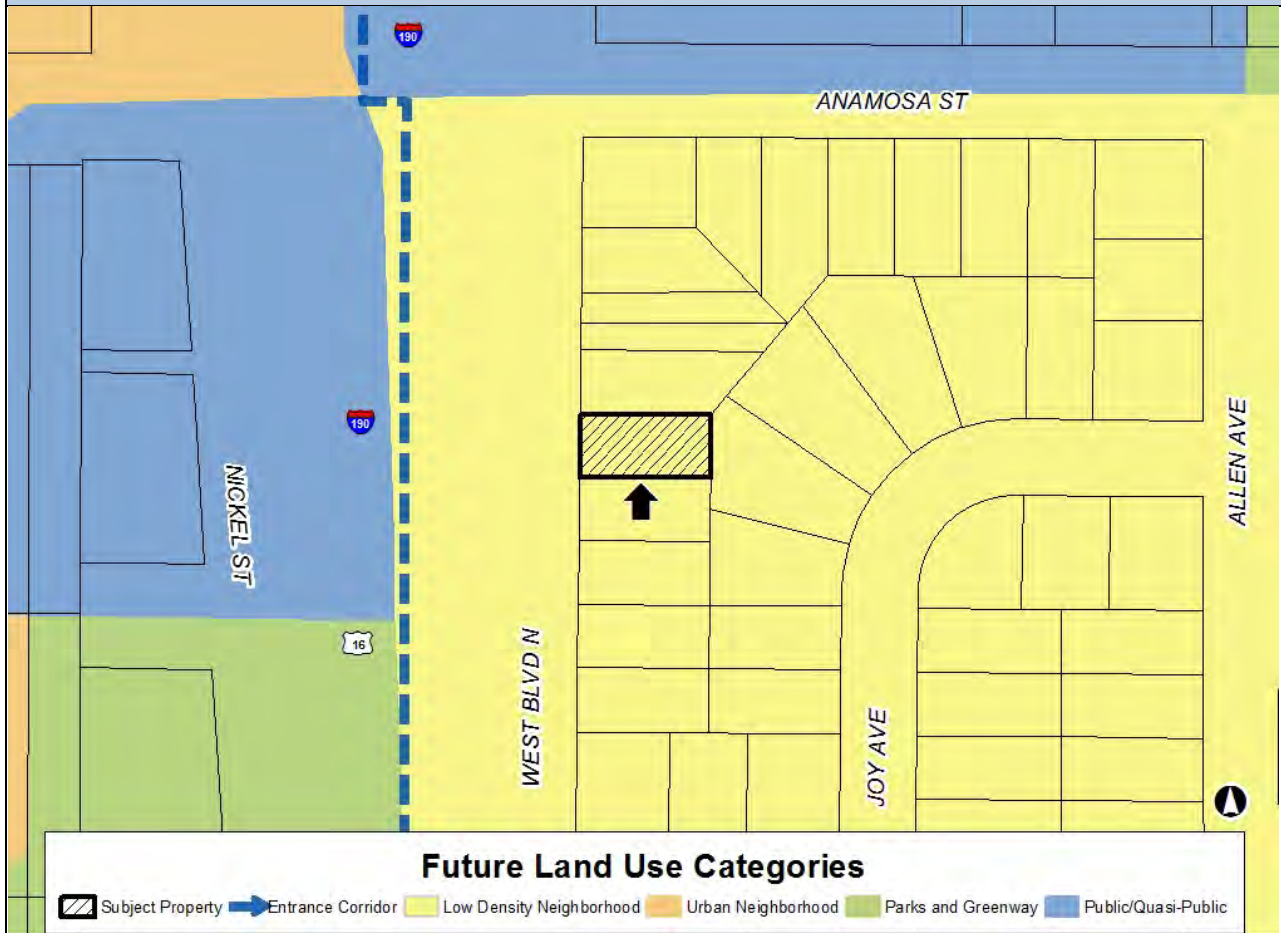 190
ANAMOSA ST
190
NICKEL ST
ALLEN AVE
16
WEST BLVD N
JOY AVE
Future Land Use Categories
Subject Property Entrance Corridor Low Density Neighborhood Urban Neighborhood Parks and Greenway Public/Quasi-Public